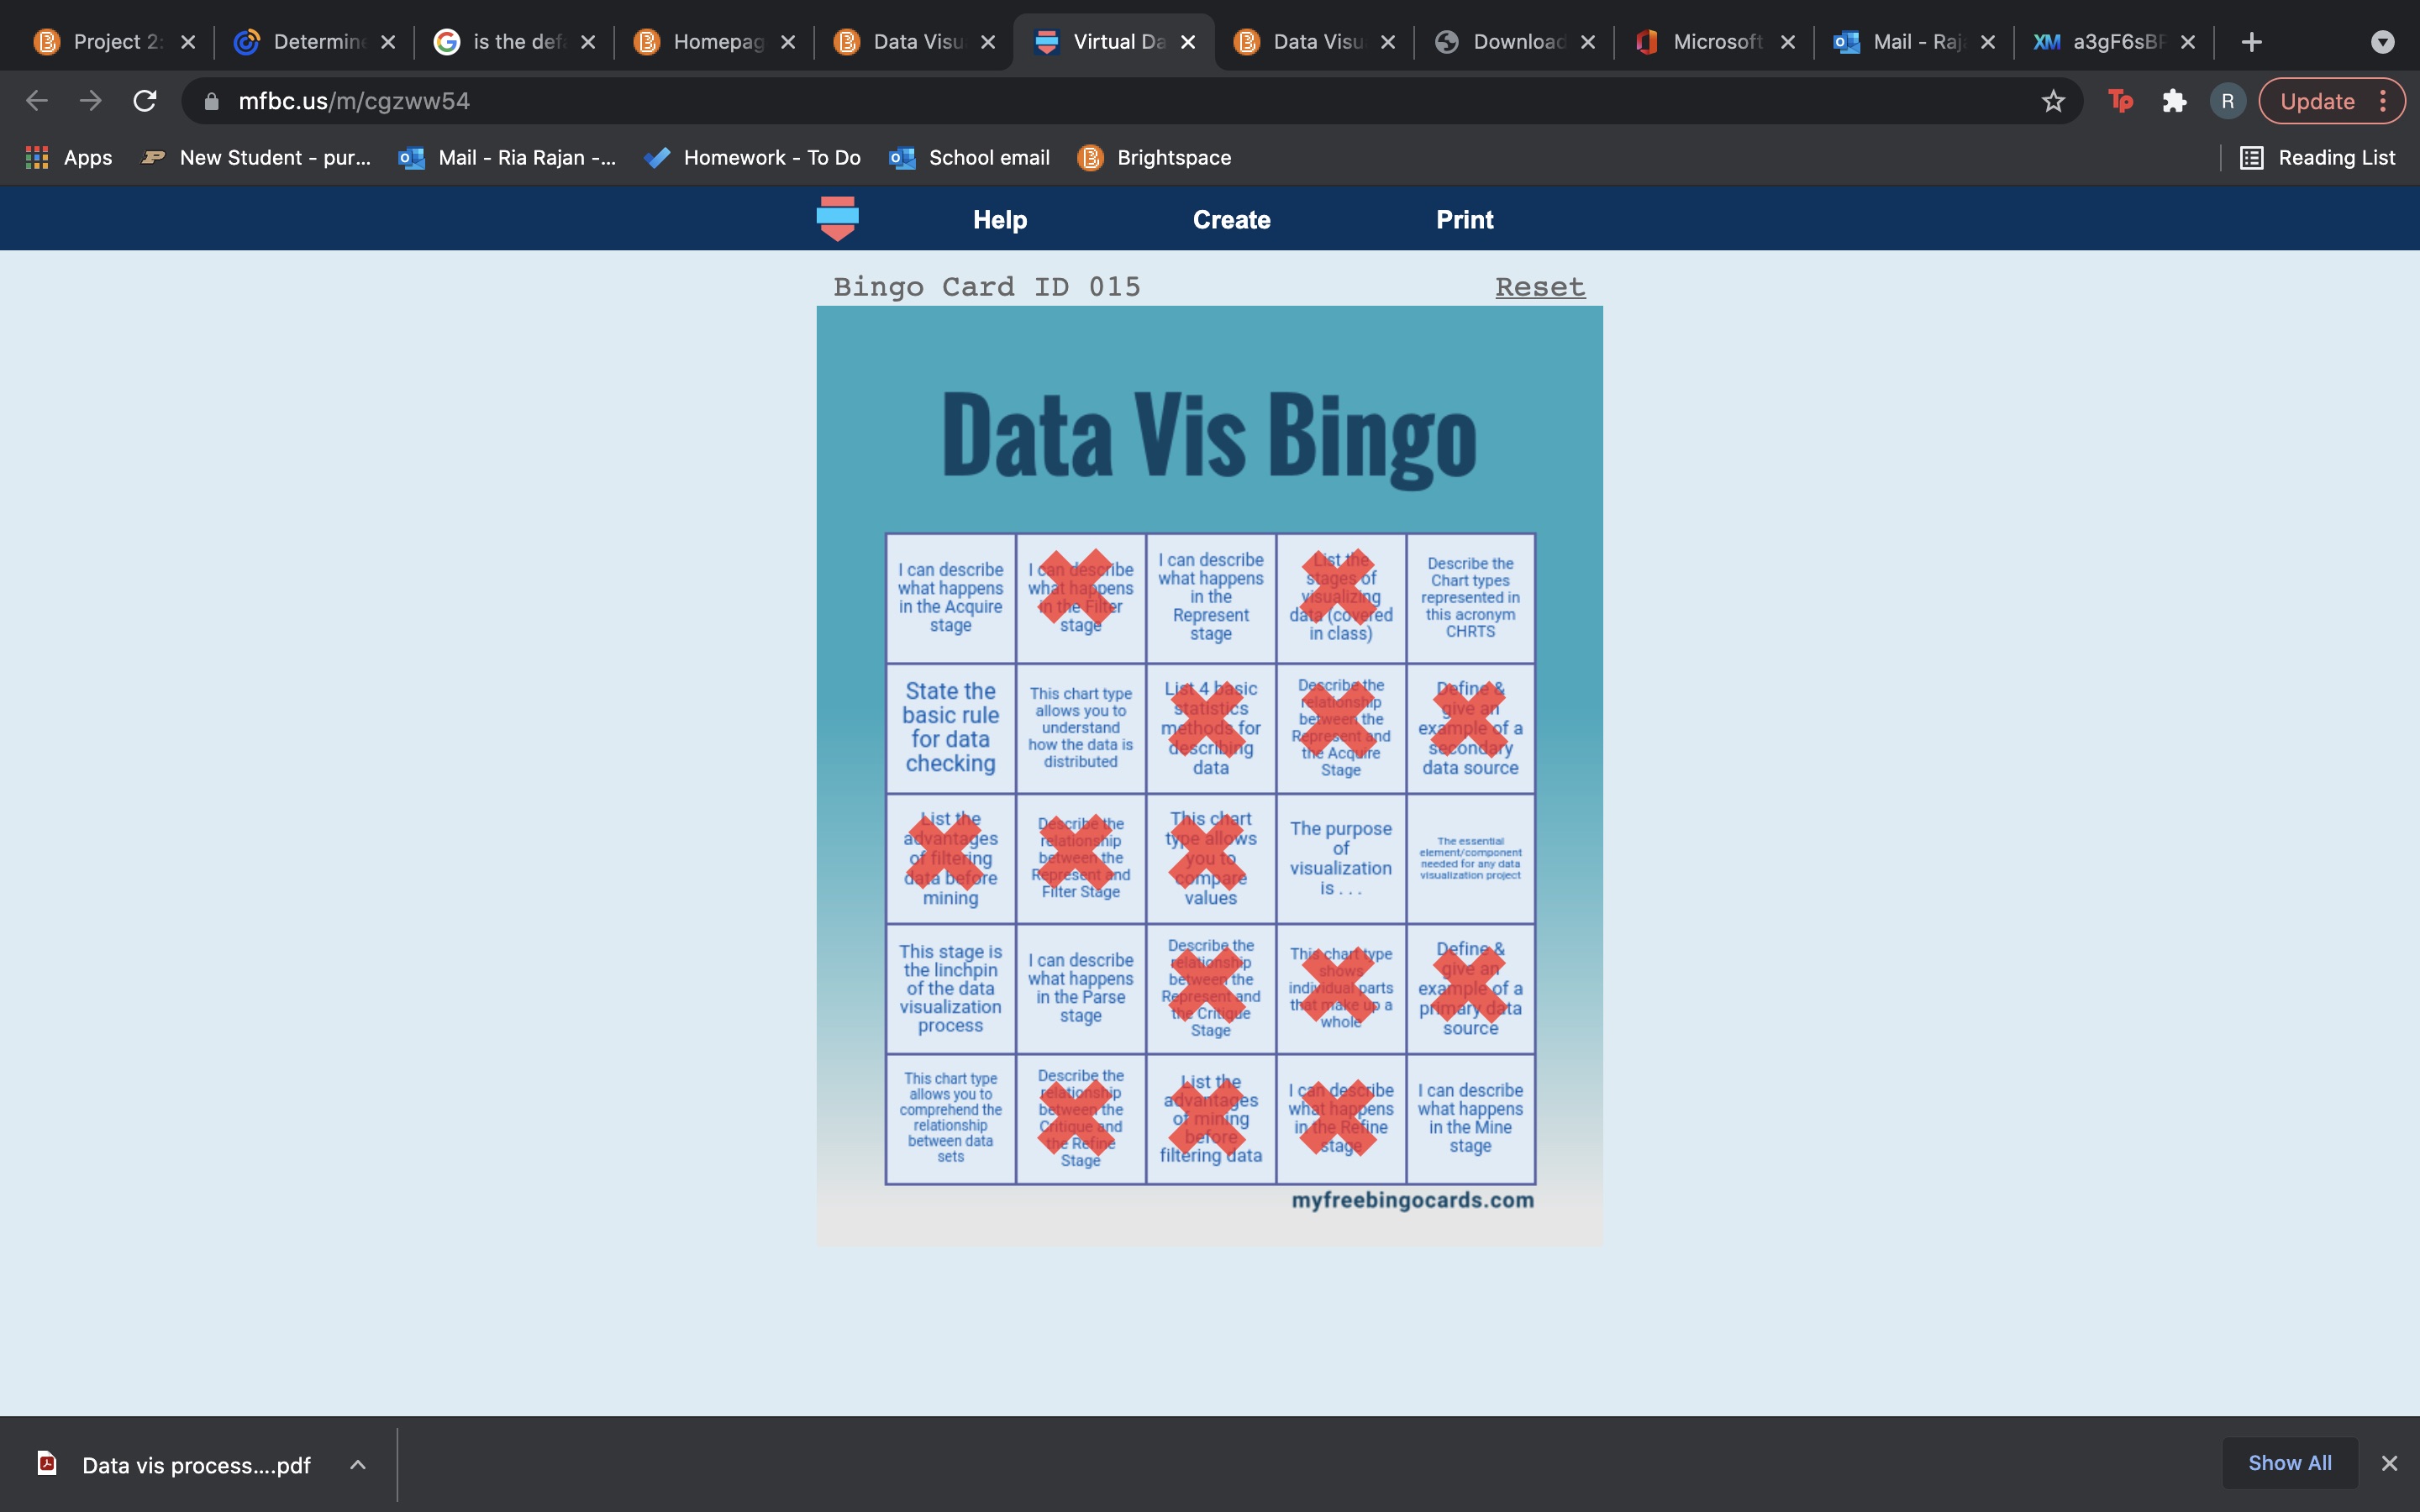 Project 2:
Determine
is the def
Homepag
Data Visu
Virtual Da
Data Visu
Download
Microsoft
Mail - Raj
a3gF6sBF
mfbc.us/m/cgzww54
Tp
R
Update
Apps
New Student - pur...
Mail - Ria Rajan -...
Homework - To Do
School email
Brightspace
Reading List
Help
Create
Print
Bingo Card ID 015
Reset
Data Vis Bingo
I can describe
what happens
in the Acquire
stage
I can describe
what happens
in the Filter
stage
I can describe
what happens
in the
Represent
stage
List the
stages of
visualizing
data (covered
in class)
Describe the
Chart types
represented in
this acronym
CHRTS
State the
basic rule
for data
checking
This chart type
allows you to
understand
how the data is
distributed
List 4 basic
statistics
methods for
describing
data
Describe the
relationship
between the
Represent and
the Acquire
Stage
Define &
give an
example of a
secondary
data source
List the
advantages
of filtering
data before
mining
Describe the
relationship
between the
Represent and
Filter Stage
This chart
type allows
you to
compare
values
The purpose
of
visualization
is . . .
The essential
element/component
needed for any data
visualization project
This stage is
the linchpin
of the data
visualization
process
I can describe
what happens
in the Parse
stage
Describe the
relationship
between the
Represent and
the Critique
Stage
This chart type
shows
individual parts
that make up a
whole
Define &
give an
example of a
primary data
source
This chart type
allows you to
comprehend the
relationship
between data
sets
Describe the
relationship
between the
Critique and
the Refine
Stage
List the
advantages
of mining
before
filtering data
I can describe
what happens
in the Refine
stage
I can describe
what happens
in the Mine
stage
myfreebingocards.com
Data vis process....pdf
Show All